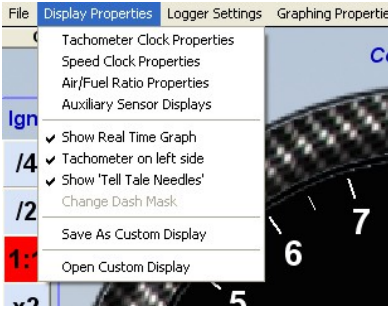 File Display Properties Logger Settings Graphing Propertie
Tachometer Clock Properties
Speed Clock Properties
Air/Fuel Ratio Properties
Auxiliary Sensor Displays
Ign
Show Real Time Graph
/4
Tachometer on left side
Show 'Tell Tale Needles'
Change Dash Mask
/2
Save As Custom Display
7
6
1:1
Open Custom Display
x2
5